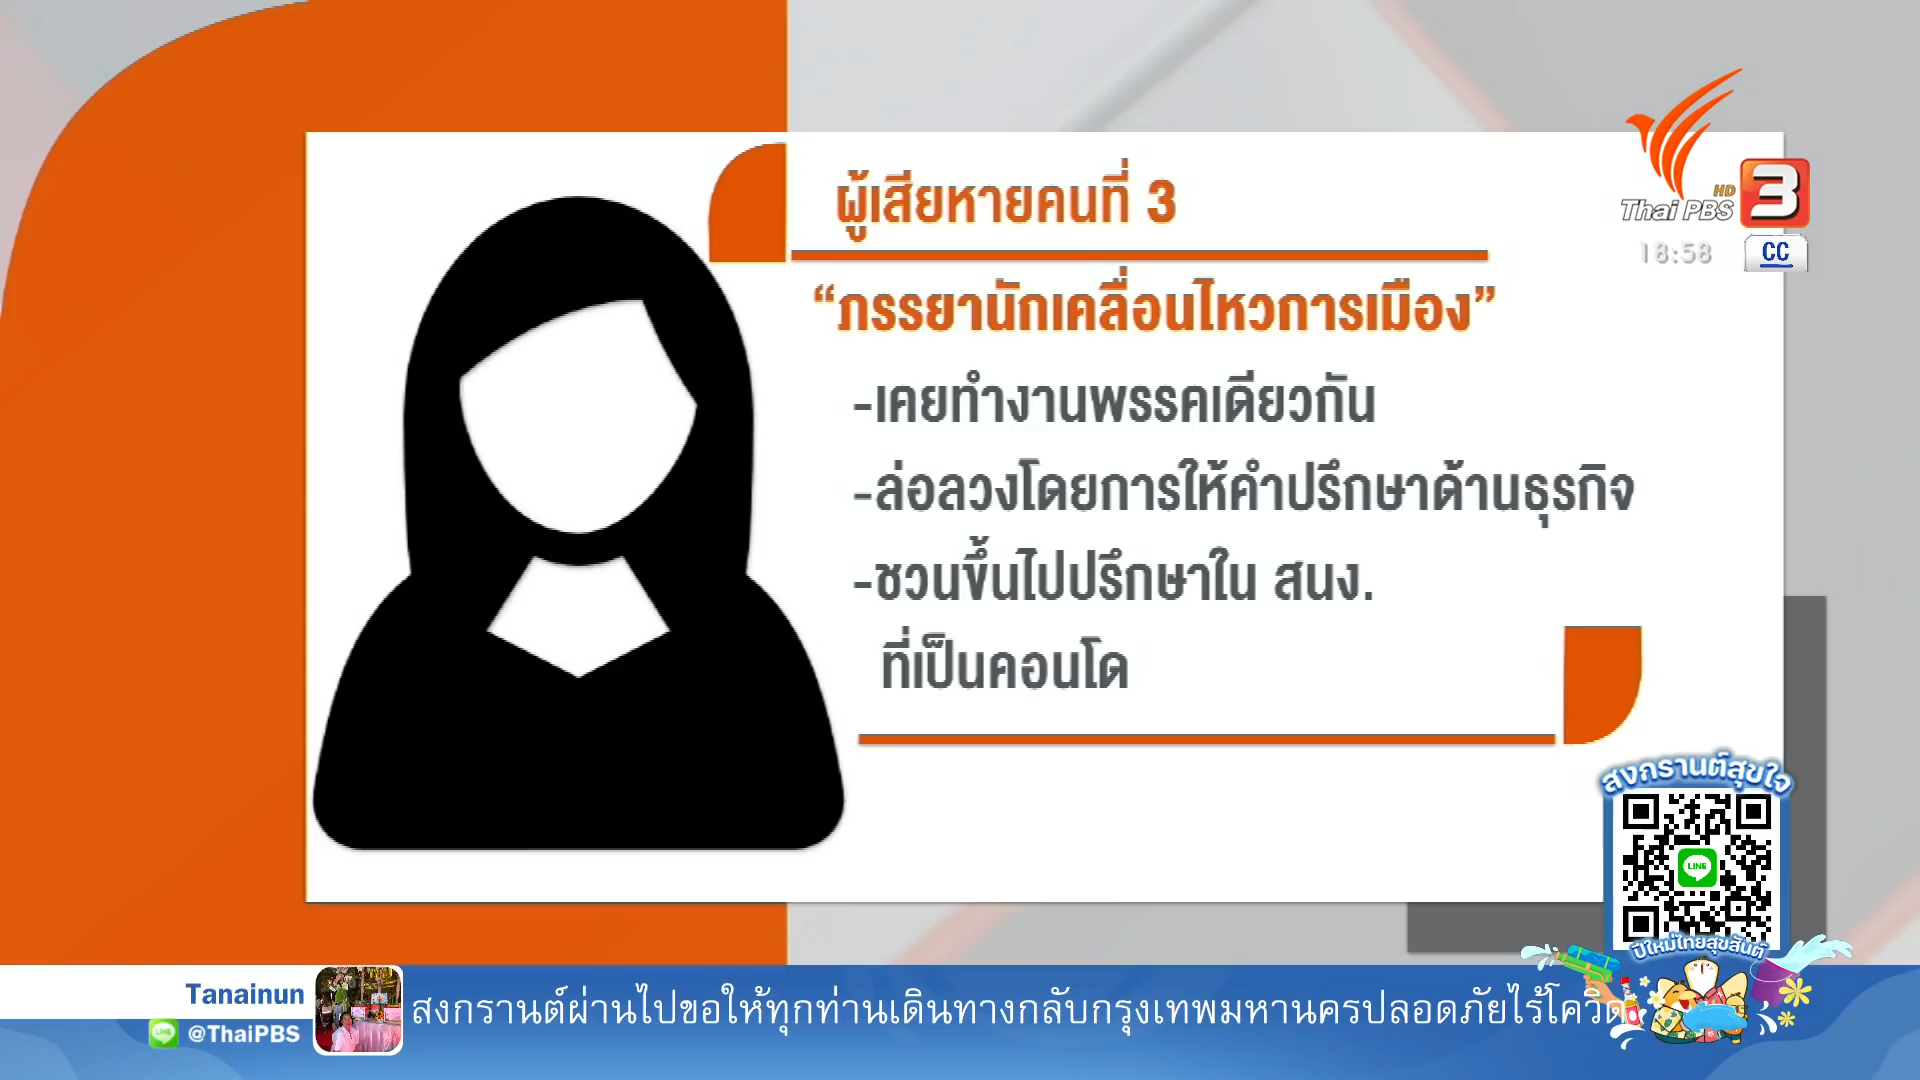 ผู้เสียหายคนที่ 3
“ภรรยานักเคลื่อนไหวการเมือง”
-เคยทำงานพรรคเดียวกัน
-ล่อลวงโดยการให้คำปรึกษาด้านธุรกิจ
-ชวนขึ้นไปปรึกษาใน สนง.
ที่เป็นคอนโด
HD
Thai PBS 3
18:58 CC
สงกรานต์สุขใจ
LINE
ปีใหม่ไทยสุขสันต์
Tanainun
LINE @ThaiPBS
สงกรานต์ผ่านไปขอให้ทุกท่านเดินทางกลับกรุงเทพมหานครปลอดภัยไร้โควิด